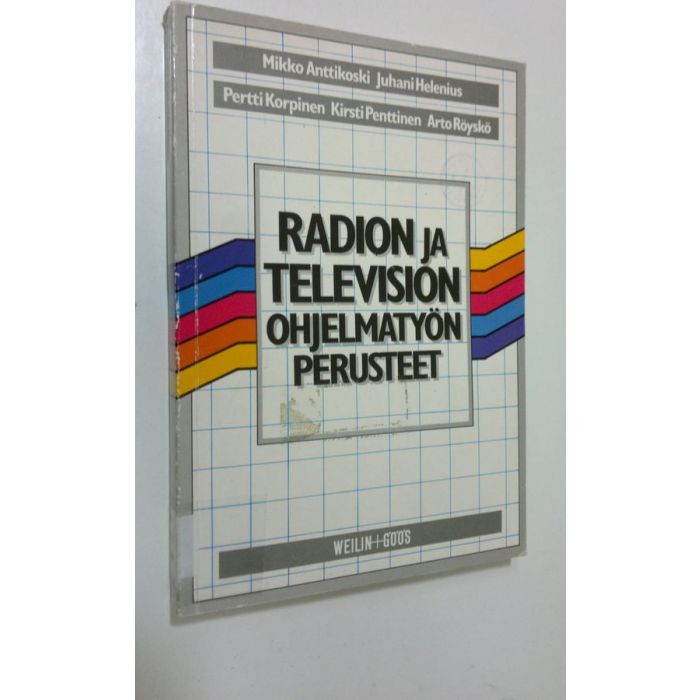 Mikko Anttikoski Juhani Helenius
Pertti Korpinen Kirsti Penttinen Arto Röyskö
RADION JA
TELEVISION
OHJELMATYÖN
PERUSTEET
WEILIN+GÖÖS